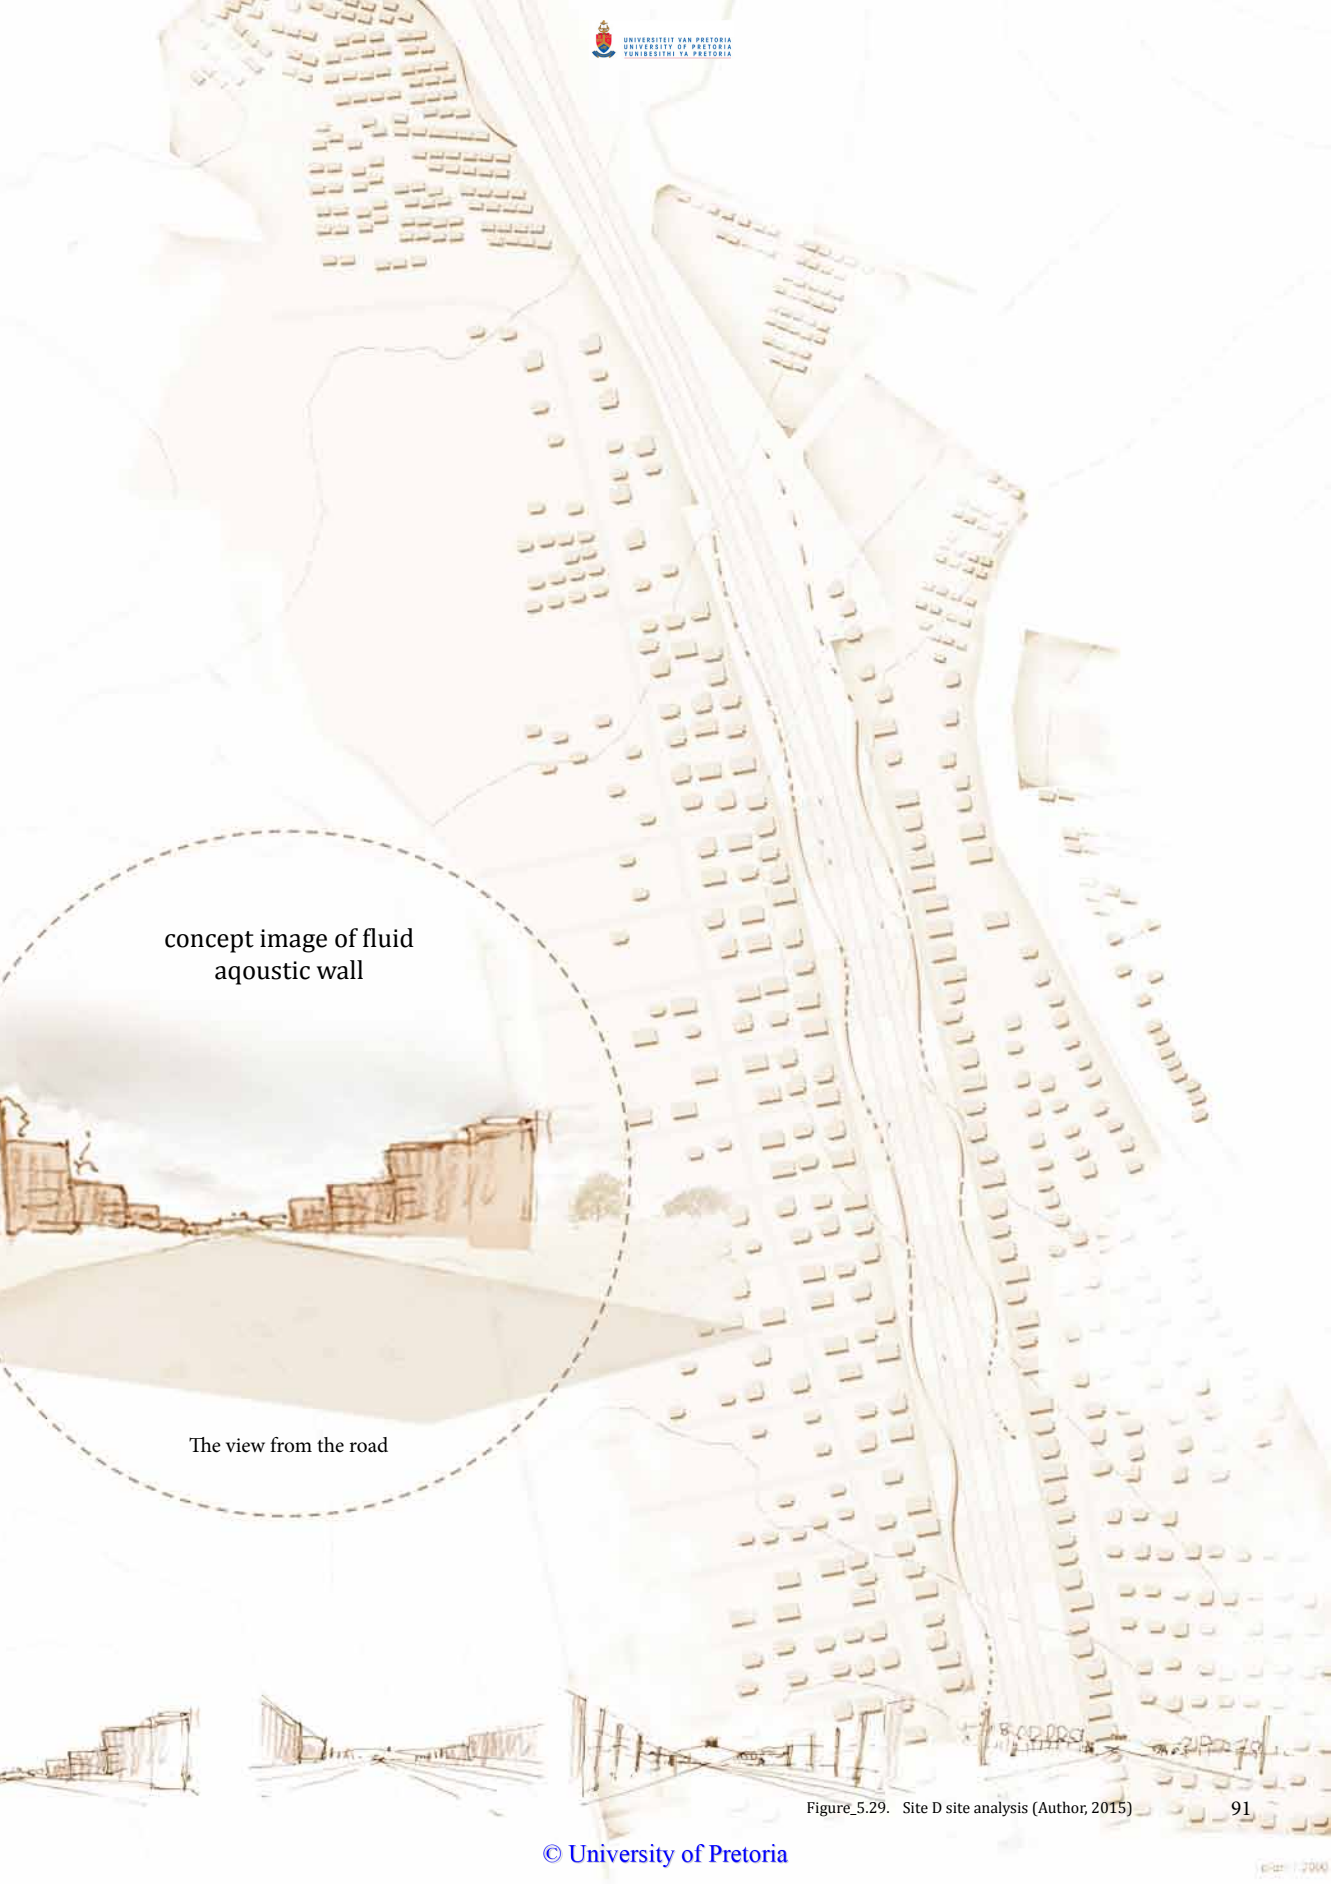 UNIVERSITEIT VAN PRETORIA
UNIVERSITY OF PRETORIA
YUNIBESITHI YA PRETORIA
concept image of fluid
aqoustic wall
The view from the road
Figure_5.29. Site D site analysis (Author, 2015)
91
© University of Pretoria